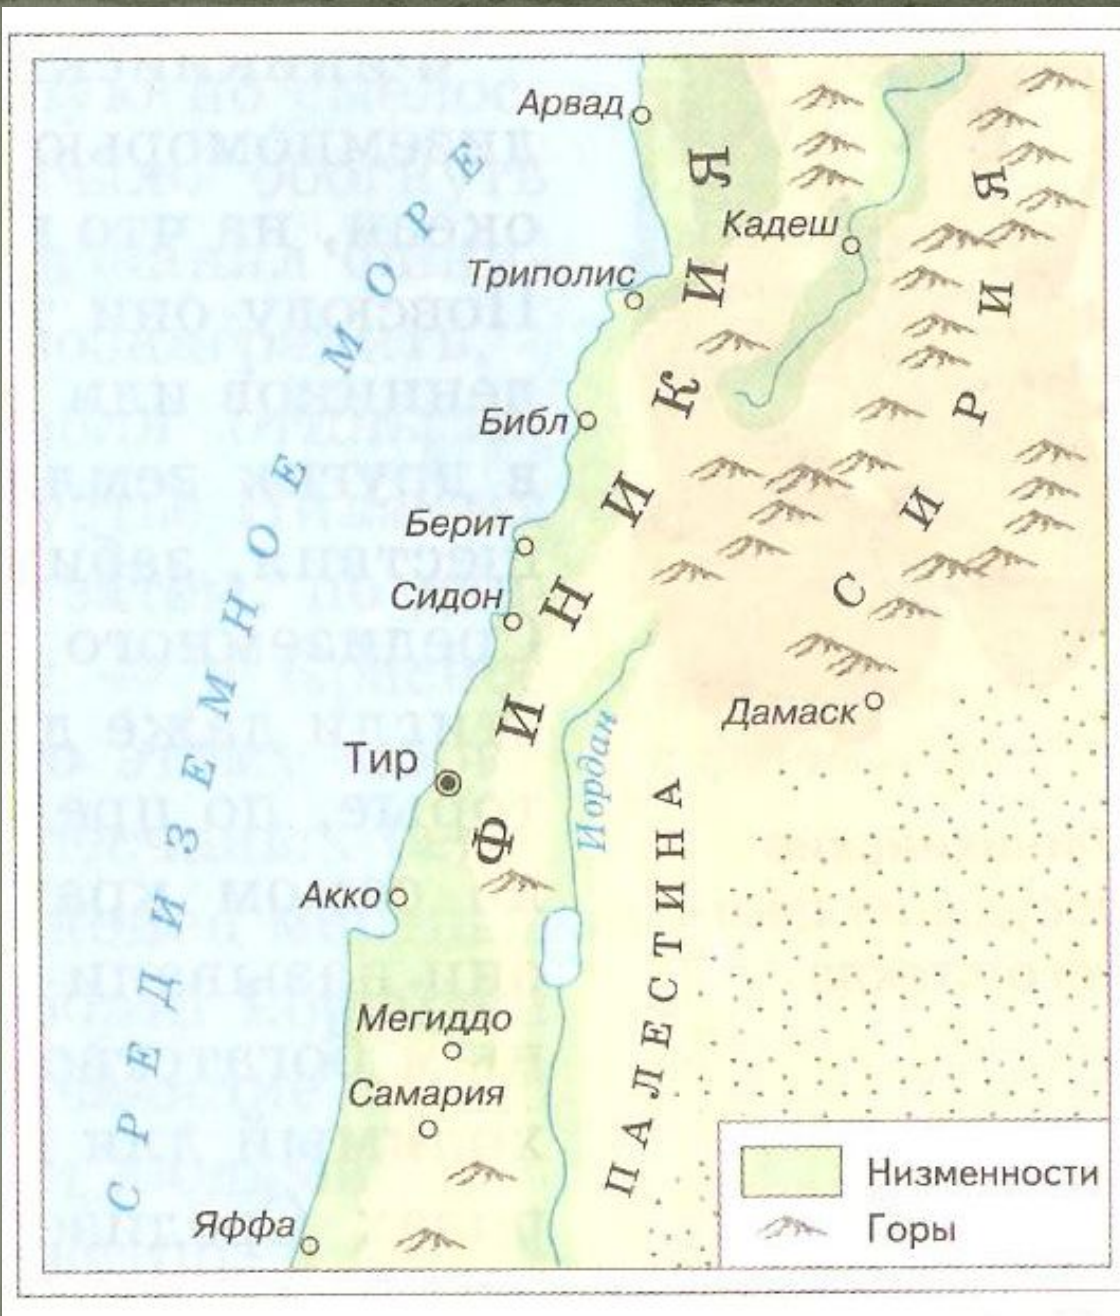 Арвад
Кадеш
Триполис
Библ
Берит
Сидон
Дамаск
Тир
Акко
Мегиддо
Самария
Яффа
СРЕДИЗЕМНОЕ МОРЕ
ФИНИКИЯ
СИРИЯ
ПАЛЕСТИНА
Иордан
Низменности
Горы